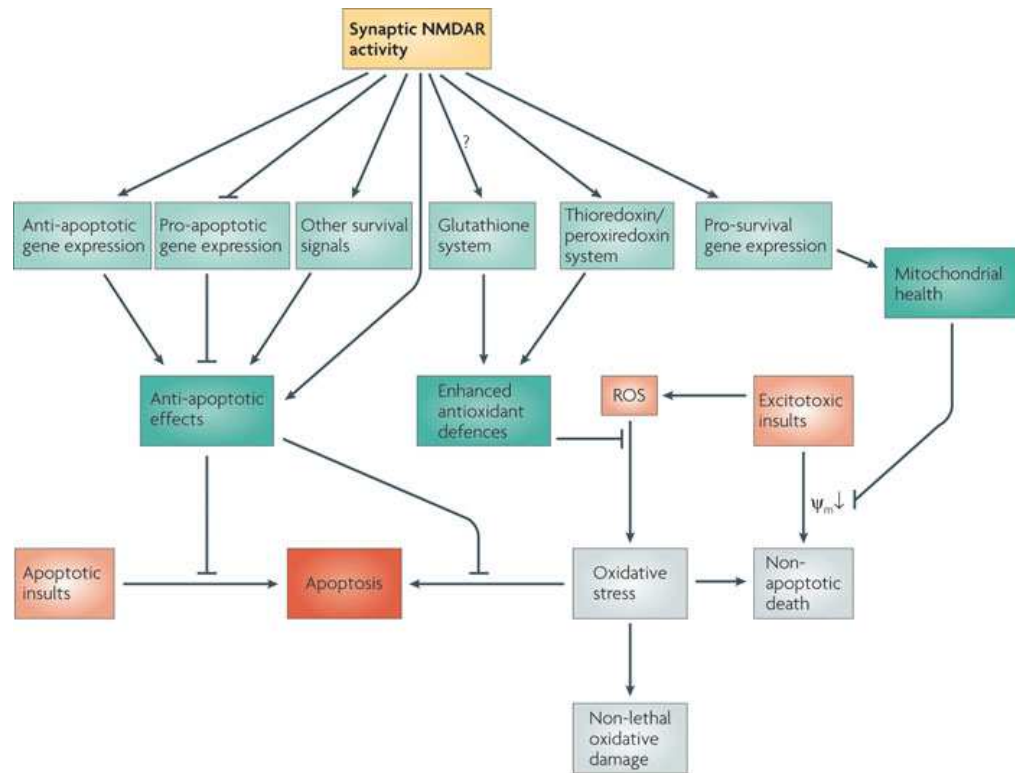 Synaptic NMDAR
activity
?
Anti-apoptotic
gene expression
Pro-apoptotic
gene expression
Other survival
signals
Glutathione
system
Thioredoxin/
peroxiredoxin
system
Pro-survival
gene expression
Mitochondrial
health
Anti-apoptotic
effects
Enhanced
antioxidant
defences
ROS
Excitotoxic
insults
Ψm↓
Apoptotic
insults
Apoptosis
Oxidative
stress
Non-
apoptotic
death
Non-lethal
oxidative
damage